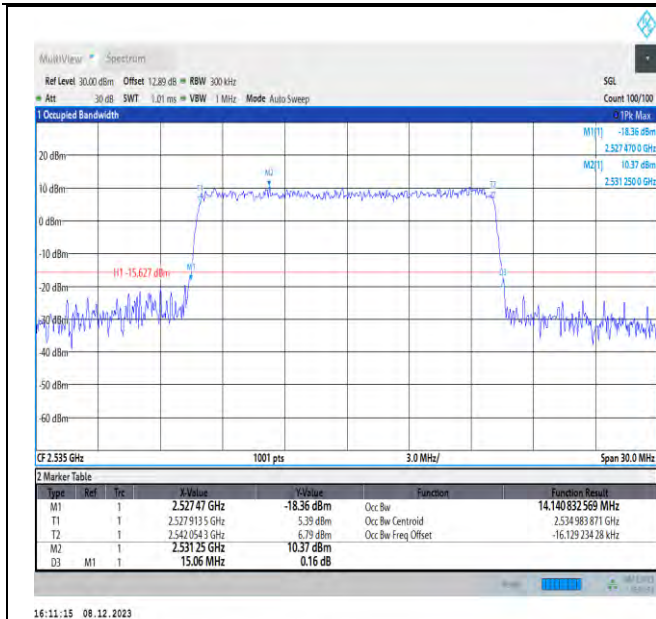 MultiView Spectrum
Ref Level 30.00 dBm Offset 12.89 dB RBW 300 kHz SGL
Att 30 dB SWT 1.01 ms VBW 1 MHz Mode Auto Sweep Count 100/100
1 Occupied Bandwidth 1Pk Max
M1[1] -18.36 dBm
2.527 470 0 GHz
M2[1] 10.37 dBm
2.531 250 0 GHz
20 dBm
M2
T1 T2
10 dBm
0 dBm
-10 dBm
M1 D3
H1 -15.627 dBm
-20 dBm
-30 dBm
-40 dBm
-50 dBm
-60 dBm
CF 2.535 GHz 1001 pts 3.0 MHz/ Span 30.0 MHz
2 Marker Table
Type Ref Trc X-Value Y-Value Function Function Result
M1 1 2.527 47 GHz -18.36 dBm Occ Bw 14.140 832 569 MHz
T1 1 2.527 913 5 GHz 5.39 dBm Occ Bw Centroid 2.534 983 871 GHz
T2 1 2.542 054 3 GHz 6.79 dBm Occ Bw Freq Offset -16.129 234 28 kHz
M2 1 2.531 25 GHz 10.37 dBm
D3 M1 1 15.06 MHz 0.16 dB
16:11:15 08.12.2023